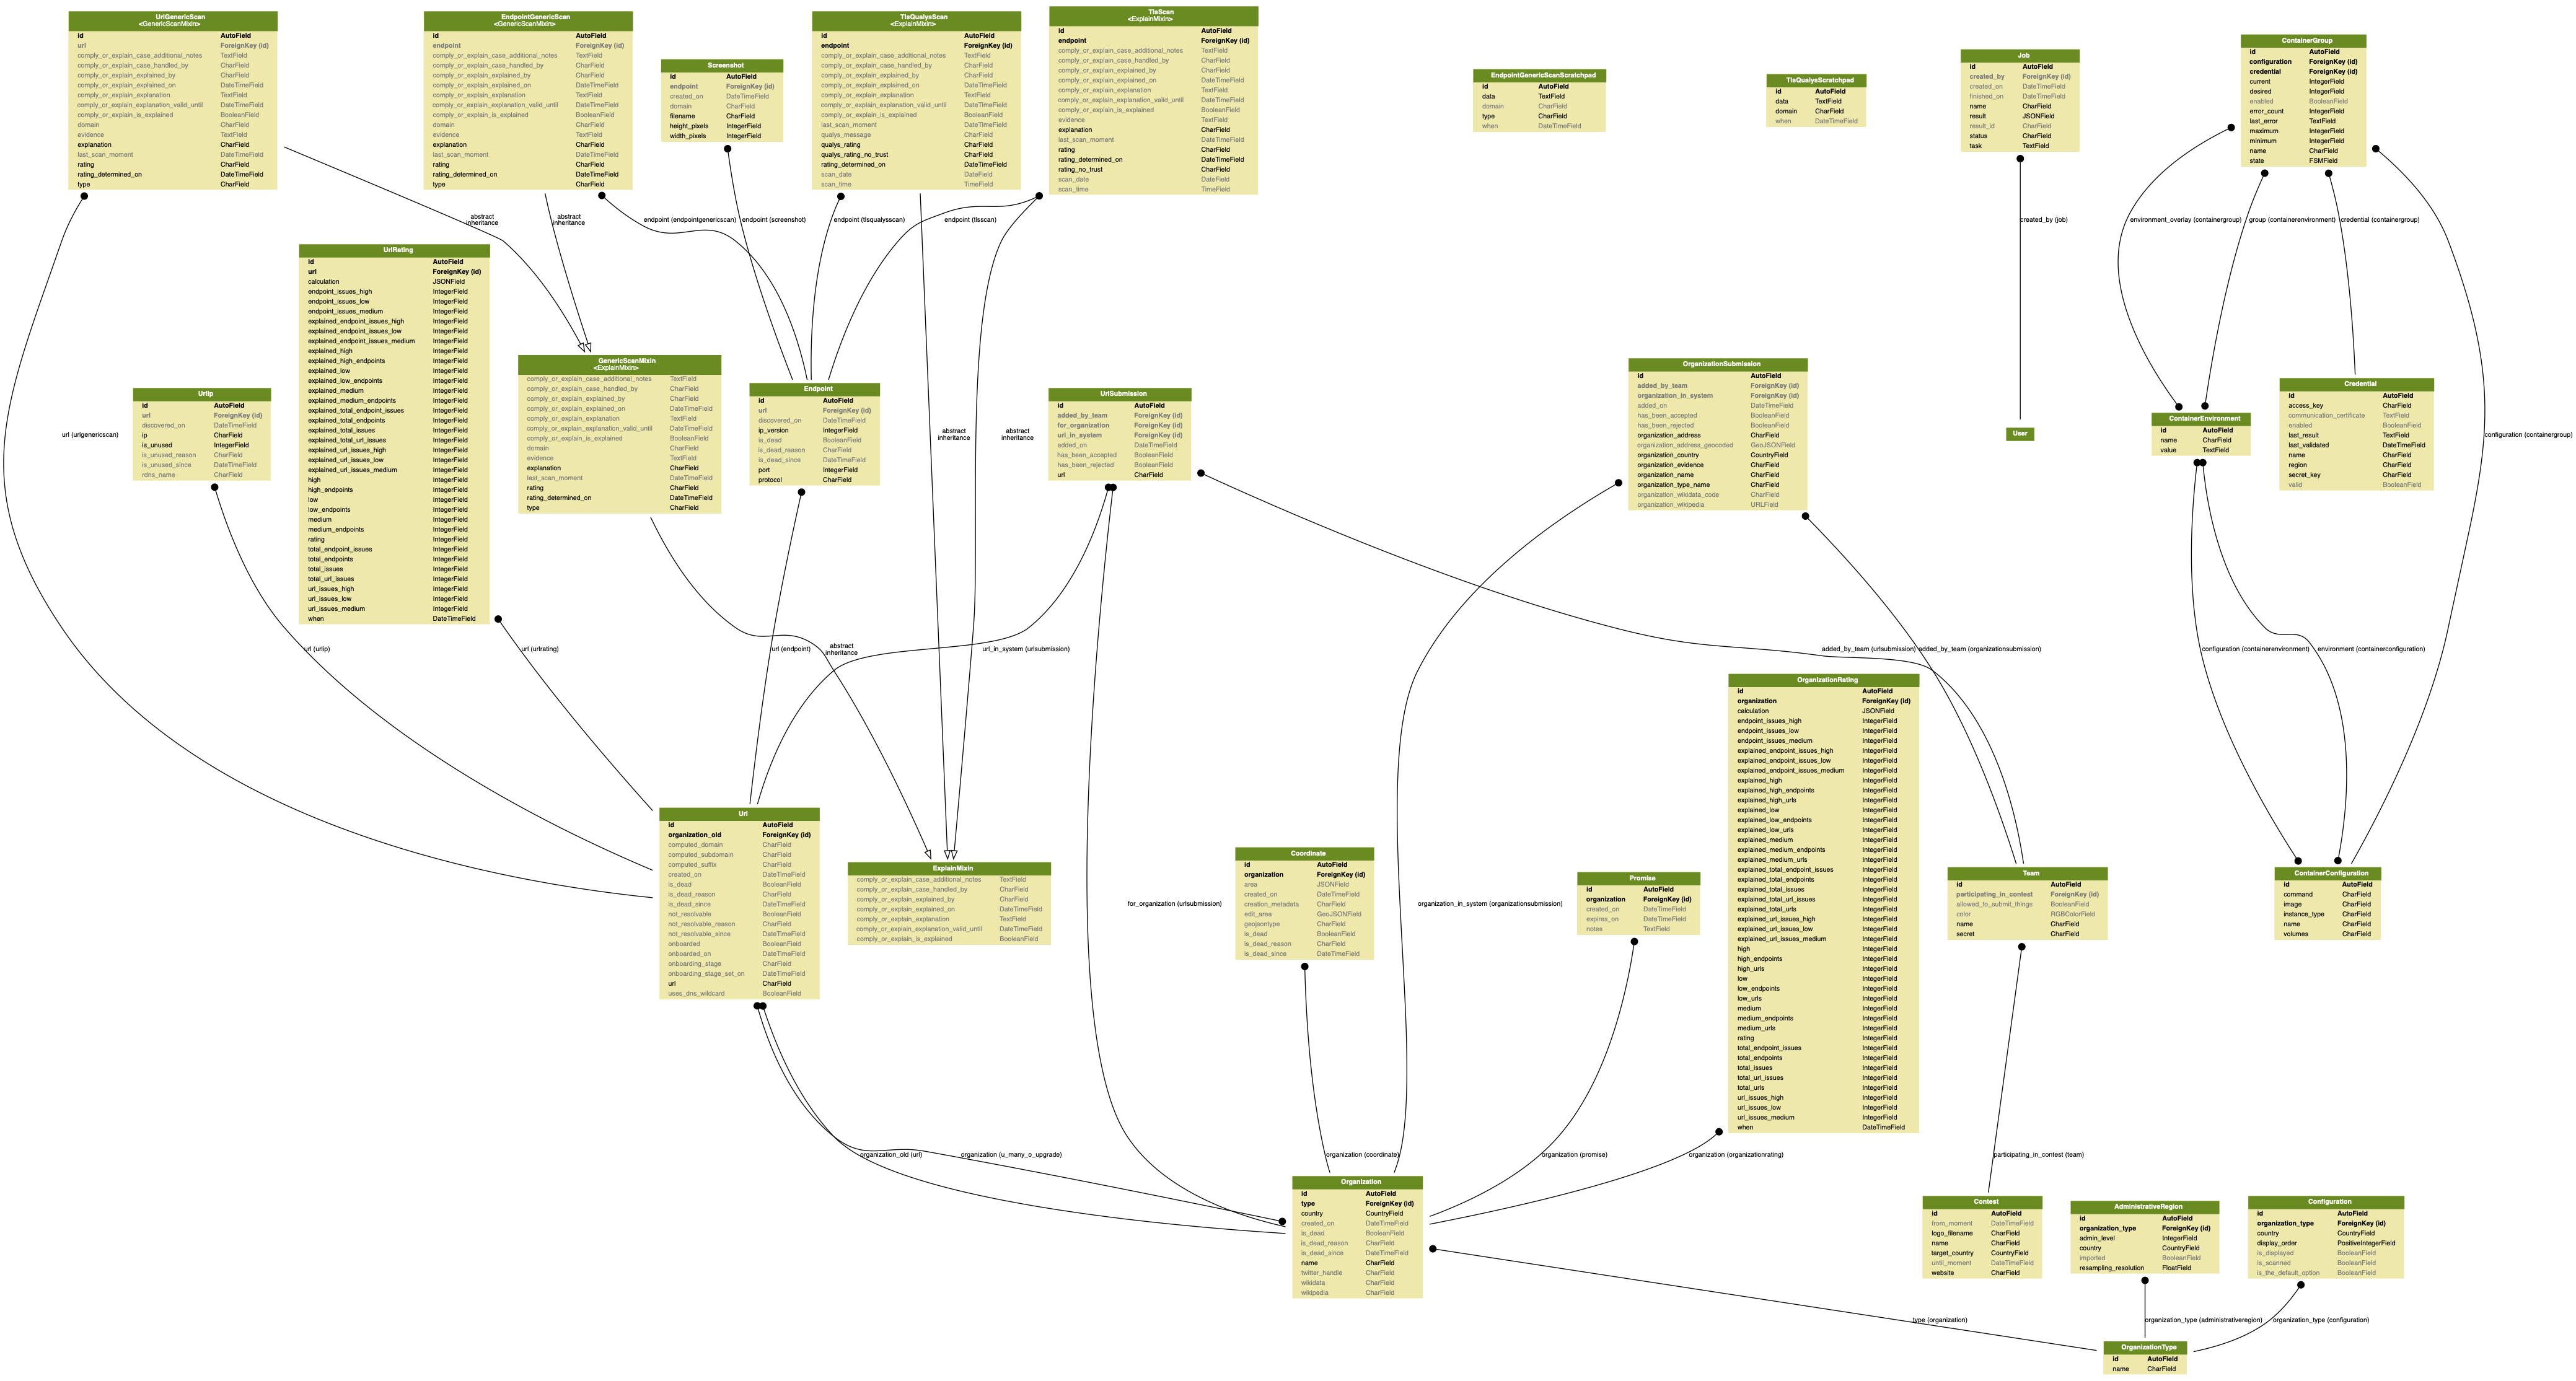 UrlGenericScan
<GenericScanMixin>
id AutoField
url ForeignKey (id)
comply_or_explain_case_additional_notes TextField
comply_or_explain_case_handled_by CharField
comply_or_explain_explained_by CharField
comply_or_explain_explained_on DateTimeField
comply_or_explain_explanation TextField
comply_or_explain_explanation_valid_until DateTimeField
comply_or_explain_is_explained BooleanField
domain CharField
evidence TextField
explanation CharField
last_scan_moment DateTimeField
rating CharField
rating_determined_on DateTimeField
type CharField
EndpointGenericScan
<GenericScanMixin>
id AutoField
endpoint ForeignKey (id)
comply_or_explain_case_additional_notes TextField
comply_or_explain_case_handled_by CharField
comply_or_explain_explained_by CharField
comply_or_explain_explained_on DateTimeField
comply_or_explain_explanation TextField
comply_or_explain_explanation_valid_until DateTimeField
comply_or_explain_is_explained BooleanField
domain CharField
evidence TextField
explanation CharField
last_scan_moment DateTimeField
rating CharField
rating_determined_on DateTimeField
type CharField
Screenshot
id AutoField
endpoint ForeignKey (id)
created_on DateTimeField
domain CharField
filename CharField
height_pixels IntegerField
width_pixels IntegerField
TlsQualysScan
<ExplainMixin>
id AutoField
endpoint ForeignKey (id)
comply_or_explain_case_additional_notes TextField
comply_or_explain_case_handled_by CharField
comply_or_explain_explained_by CharField
comply_or_explain_explained_on DateTimeField
comply_or_explain_explanation TextField
comply_or_explain_explanation_valid_until DateTimeField
comply_or_explain_is_explained BooleanField
last_scan_moment DateTimeField
qualys_message CharField
qualys_rating CharField
qualys_rating_no_trust CharField
rating_determined_on DateTimeField
scan_date DateField
scan_time TimeField
TlsScan
<ExplainMixin>
id AutoField
endpoint ForeignKey (id)
comply_or_explain_case_additional_notes TextField
comply_or_explain_case_handled_by CharField
comply_or_explain_explained_by CharField
comply_or_explain_explained_on DateTimeField
comply_or_explain_explanation TextField
comply_or_explain_explanation_valid_until DateTimeField
comply_or_explain_is_explained BooleanField
evidence TextField
explanation CharField
last_scan_moment DateTimeField
rating CharField
rating_determined_on DateTimeField
rating_no_trust CharField
scan_date DateField
scan_time TimeField
EndpointGenericScanScratchpad
id AutoField
data TextField
domain CharField
type CharField
when DateTimeField
TlsQualysScratchpad
id AutoField
data TextField
domain CharField
when DateTimeField
Job
id AutoField
created_by ForeignKey (id)
created_on DateTimeField
finished_on DateTimeField
name CharField
result JSONField
result_id CharField
status CharField
task TextField
ContainerGroup
id AutoField
configuration ForeignKey (id)
credential ForeignKey (id)
current IntegerField
desired IntegerField
enabled BooleanField
error_count IntegerField
last_error TextField
maximum IntegerField
minimum IntegerField
name CharField
state FSMField
abstract
inheritance
abstract
inheritance
endpoint (endpointgenericscan)
endpoint (screenshot)
endpoint (tlsqualysscan)
endpoint (tlsscan)
created_by (job)
environment_overlay (containergroup)
group (containerenvironment)
credential (containergroup)
UrlRating
id AutoField
url ForeignKey (id)
calculation JSONField
endpoint_issues_high IntegerField
endpoint_issues_low IntegerField
endpoint_issues_medium IntegerField
explained_endpoint_issues_high IntegerField
explained_endpoint_issues_low IntegerField
explained_endpoint_issues_medium IntegerField
explained_high IntegerField
explained_high_endpoints IntegerField
explained_low IntegerField
explained_low_endpoints IntegerField
explained_medium IntegerField
explained_medium_endpoints IntegerField
explained_total_endpoint_issues IntegerField
explained_total_endpoints IntegerField
explained_total_issues IntegerField
explained_total_url_issues IntegerField
explained_url_issues_high IntegerField
explained_url_issues_low IntegerField
explained_url_issues_medium IntegerField
high IntegerField
high_endpoints IntegerField
low IntegerField
low_endpoints IntegerField
medium IntegerField
medium_endpoints IntegerField
rating IntegerField
total_endpoint_issues IntegerField
total_endpoints IntegerField
total_issues IntegerField
total_url_issues IntegerField
url_issues_high IntegerField
url_issues_low IntegerField
url_issues_medium IntegerField
when DateTimeField
UrlIp
id AutoField
url ForeignKey (id)
discovered_on DateTimeField
ip CharField
is_unused IntegerField
is_unused_reason CharField
is_unused_since DateTimeField
rdns_name CharField
GenericScanMixin
<ExplainMixin>
comply_or_explain_case_additional_notes TextField
comply_or_explain_case_handled_by CharField
comply_or_explain_explained_by CharField
comply_or_explain_explained_on DateTimeField
comply_or_explain_explanation TextField
comply_or_explain_explanation_valid_until DateTimeField
comply_or_explain_is_explained BooleanField
domain CharField
evidence TextField
explanation CharField
last_scan_moment DateTimeField
rating CharField
rating_determined_on DateTimeField
type CharField
Endpoint
id AutoField
url ForeignKey (id)
discovered_on DateTimeField
ip_version IntegerField
is_dead BooleanField
is_dead_reason CharField
is_dead_since DateTimeField
port IntegerField
protocol CharField
UrlSubmission
id AutoField
added_by_team ForeignKey (id)
for_organization ForeignKey (id)
url_in_system ForeignKey (id)
added_on DateTimeField
has_been_accepted BooleanField
has_been_rejected BooleanField
url CharField
OrganizationSubmission
id AutoField
added_by_team ForeignKey (id)
organization_in_system ForeignKey (id)
added_on DateTimeField
has_been_accepted BooleanField
has_been_rejected BooleanField
organization_address CharField
organization_address_geocoded GeoJSONField
organization_country CountryField
organization_evidence CharField
organization_name CharField
organization_type_name CharField
organization_wikidata_code CharField
organization_wikipedia URLField
User
ContainerEnvironment
id AutoField
name CharField
value TextField
Credential
id AutoField
access_key CharField
communication_certificate TextField
enabled BooleanField
last_result TextField
last_validated DateTimeField
name CharField
region CharField
secret_key CharField
valid BooleanField
url (urlgenericscan)
abstract
inheritance
abstract
inheritance
configuration (containergroup)
url (urlip)
url (urlrating)
url (endpoint)
abstract
inheritance
url_in_system (urlsubmission)
added_by_team (urlsubmission)
added_by_team (organizationsubmission)
configuration (containerenvironment)
environment (containerconfiguration)
Url
id AutoField
organization_old ForeignKey (id)
computed_domain CharField
computed_subdomain CharField
computed_suffix CharField
created_on DateTimeField
is_dead BooleanField
is_dead_reason CharField
is_dead_since DateTimeField
not_resolvable BooleanField
not_resolvable_reason CharField
not_resolvable_since DateTimeField
onboarded BooleanField
onboarded_on DateTimeField
onboarding_stage CharField
onboarding_stage_set_on DateTimeField
url CharField
uses_dns_wildcard BooleanField
ExplainMixin
comply_or_explain_case_additional_notes TextField
comply_or_explain_case_handled_by CharField
comply_or_explain_explained_by CharField
comply_or_explain_explained_on DateTimeField
comply_or_explain_explanation TextField
comply_or_explain_explanation_valid_until DateTimeField
comply_or_explain_is_explained BooleanField
for_organization (urlsubmission)
Coordinate
id AutoField
organization ForeignKey (id)
area JSONField
created_on DateTimeField
creation_metadata CharField
edit_area GeoJSONField
geojsontype CharField
is_dead BooleanField
is_dead_reason CharField
is_dead_since DateTimeField
organization_in_system (organizationsubmission)
Promise
id AutoField
organization ForeignKey (id)
created_on DateTimeField
expires_on DateTimeField
notes TextField
OrganizationRating
id AutoField
organization ForeignKey (id)
calculation JSONField
endpoint_issues_high IntegerField
endpoint_issues_low IntegerField
endpoint_issues_medium IntegerField
explained_endpoint_issues_high IntegerField
explained_endpoint_issues_low IntegerField
explained_endpoint_issues_medium IntegerField
explained_high IntegerField
explained_high_endpoints IntegerField
explained_high_urls IntegerField
explained_low IntegerField
explained_low_endpoints IntegerField
explained_low_urls IntegerField
explained_medium IntegerField
explained_medium_endpoints IntegerField
explained_medium_urls IntegerField
explained_total_endpoint_issues IntegerField
explained_total_endpoints IntegerField
explained_total_issues IntegerField
explained_total_url_issues IntegerField
explained_total_urls IntegerField
explained_url_issues_high IntegerField
explained_url_issues_low IntegerField
explained_url_issues_medium IntegerField
high IntegerField
high_endpoints IntegerField
high_urls IntegerField
low IntegerField
low_endpoints IntegerField
low_urls IntegerField
medium IntegerField
medium_endpoints IntegerField
medium_urls IntegerField
rating IntegerField
total_endpoint_issues IntegerField
total_endpoints IntegerField
total_issues IntegerField
total_url_issues IntegerField
total_urls IntegerField
url_issues_high IntegerField
url_issues_low IntegerField
url_issues_medium IntegerField
when DateTimeField
Team
id AutoField
participating_in_contest ForeignKey (id)
allowed_to_submit_things BooleanField
color RGBColorField
name CharField
secret CharField
ContainerConfiguration
id AutoField
command CharField
image CharField
instance_type CharField
name CharField
volumes CharField
organization_old (url)
organization (u_many_o_upgrade)
organization (coordinate)
organization (promise)
organization (organizationrating)
participating_in_contest (team)
Organization
id AutoField
type ForeignKey (id)
country CountryField
created_on DateTimeField
is_dead BooleanField
is_dead_reason CharField
is_dead_since DateTimeField
name CharField
twitter_handle CharField
wikidata CharField
wikipedia CharField
Contest
id AutoField
from_moment DateTimeField
logo_filename CharField
name CharField
target_country CountryField
until_moment DateTimeField
website CharField
AdministrativeRegion
id AutoField
organization_type ForeignKey (id)
admin_level IntegerField
country CountryField
imported BooleanField
resampling_resolution FloatField
Configuration
id AutoField
organization_type ForeignKey (id)
country CountryField
display_order PositiveIntegerField
is_displayed BooleanField
is_scanned BooleanField
is_the_default_option BooleanField
type (organization)
organization_type (administrativeregion)
organization_type (configuration)
OrganizationType
id AutoField
name CharField